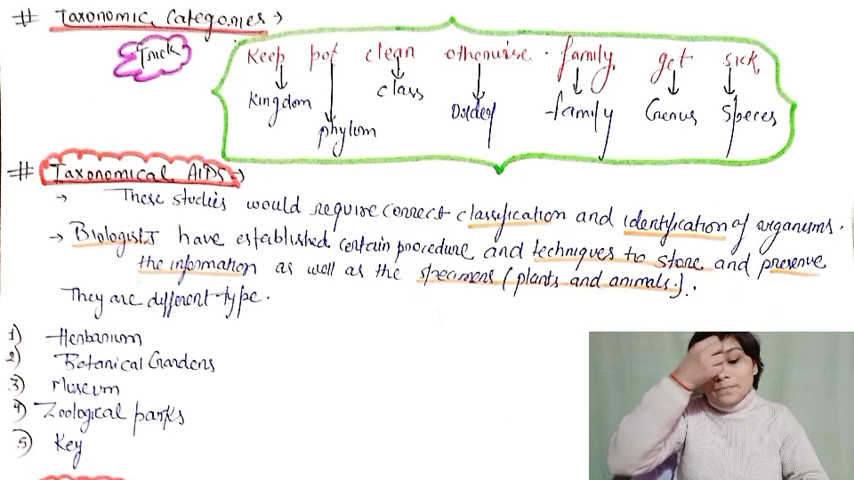 # Taxonomic Categories →
Trick
Keep pot clean otherwise family get sick
Kingdom phylum class Order family Genus Speces
# Taxonomical AIDS →
→ These studies would require correct classification and identification of organisms.
→ Biologists have established certain procedure and techniques to store and preserve
the information as well as the specimens (plants and animals).
They are different type.
1) Herbarium
2) Botanical Gardens
3) Museum
4) Zoological parks
5) Key